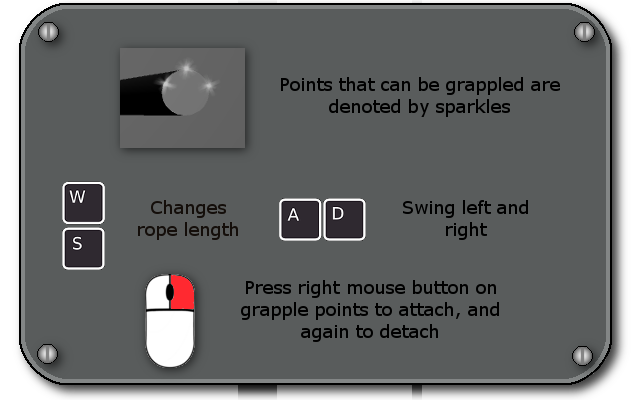 Points that can be grappled are
denoted by sparkles
W
S
Changes
rope length
A
D
Swing left and
right
Press right mouse button on
grapple points to attach, and
again to detach